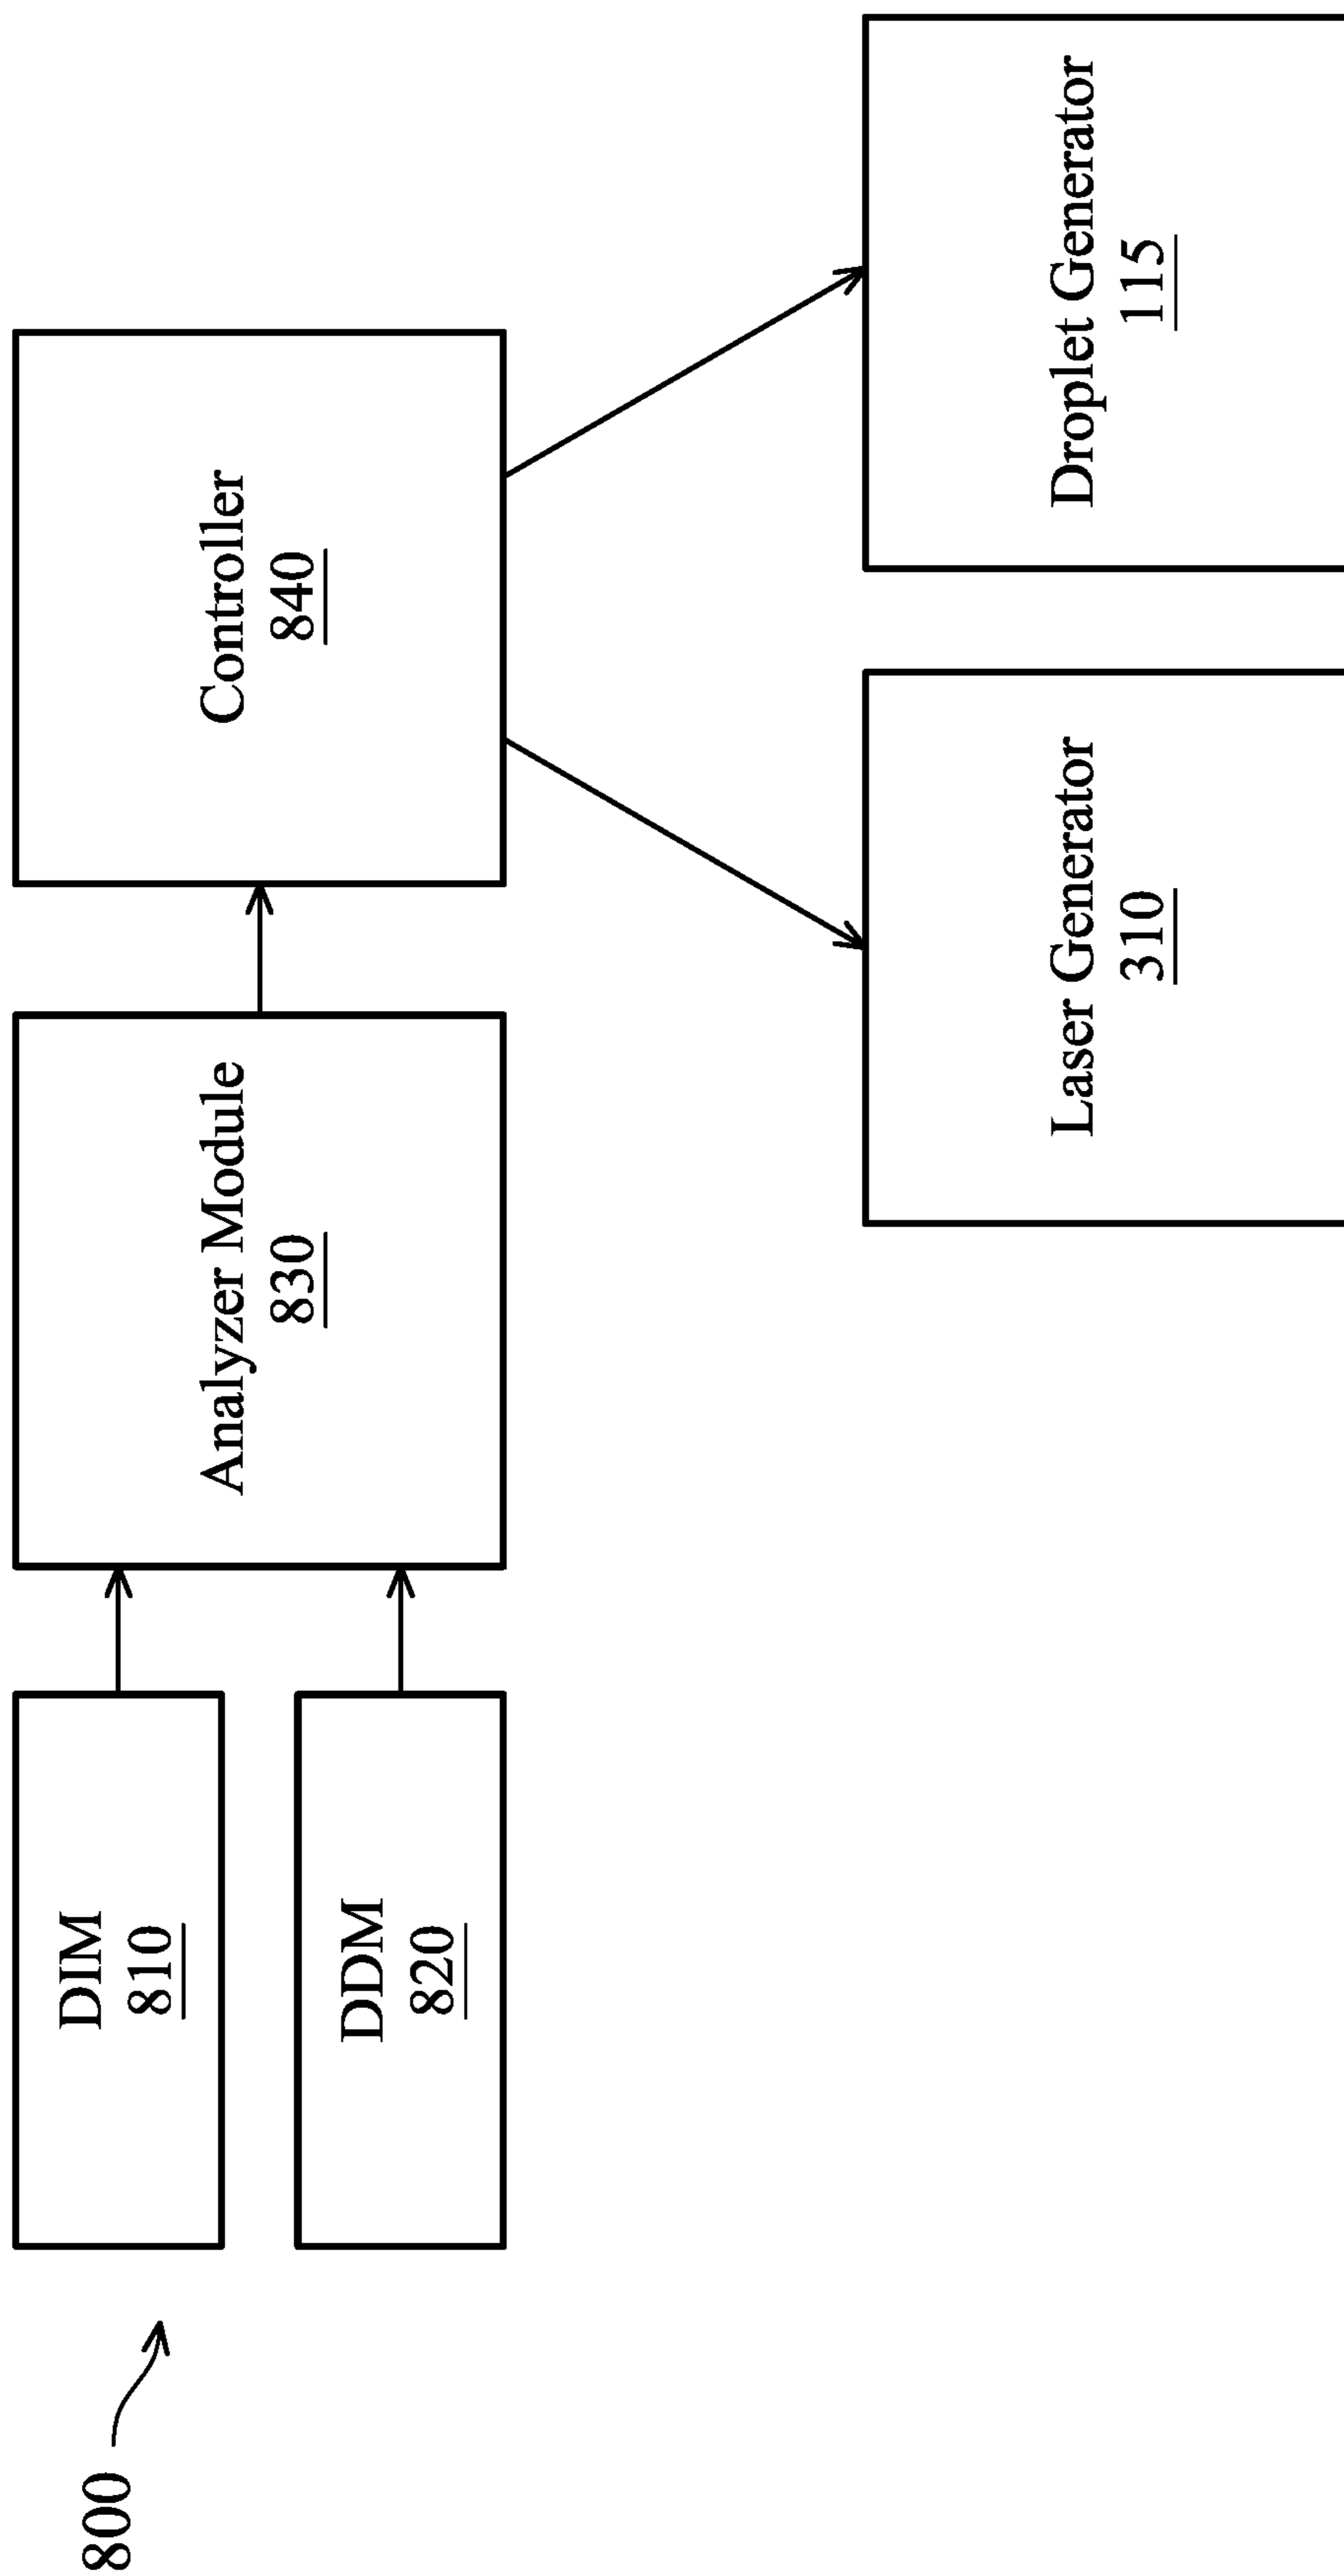 800
DIM
810
DDM
820
Analyzer Module
830
Controller
840
Laser Generator
310
Droplet Generator
115